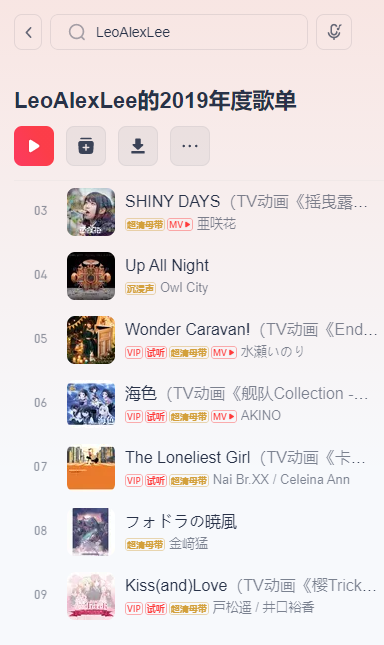 LeoAlexLee
LeoAlexLee的2019年度歌单
03
SHINY DAYS（TV动画《摇曳露...
超清母带 MV 亜咲花
04
Up All Night
沉浸声 Owl City
05
Wonder Caravan!（TV动画《End...
VIP 试听 超清母带 MV 水瀬いのり
06
海色（TV动画《舰队Collection -...
VIP 试听 超清母带 MV AKINO
07
The Loneliest Girl（TV动画《卡...
VIP 试听 超清母带 Nai Br.XX / Celeina Ann
08
フォドラの暁風
超清母带 金﨑猛
09
Kiss(and)Love（TV动画《樱Trick...
VIP 试听 超清母带 戸松遥 / 井口裕香